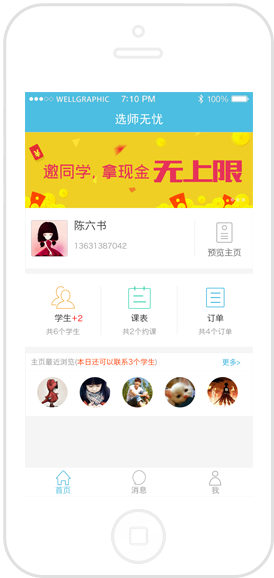 WELLGRAPHIC 7:10 PM 100%
选师无忧
邀同学，拿现金 无上限
陈六书
13631387042
预览主页
学生+2 课表 订单
共6个学生 共2个约课 共4个订单
主页最近浏览(本日还可以联系3个学生) 更多>
首页 消息 我